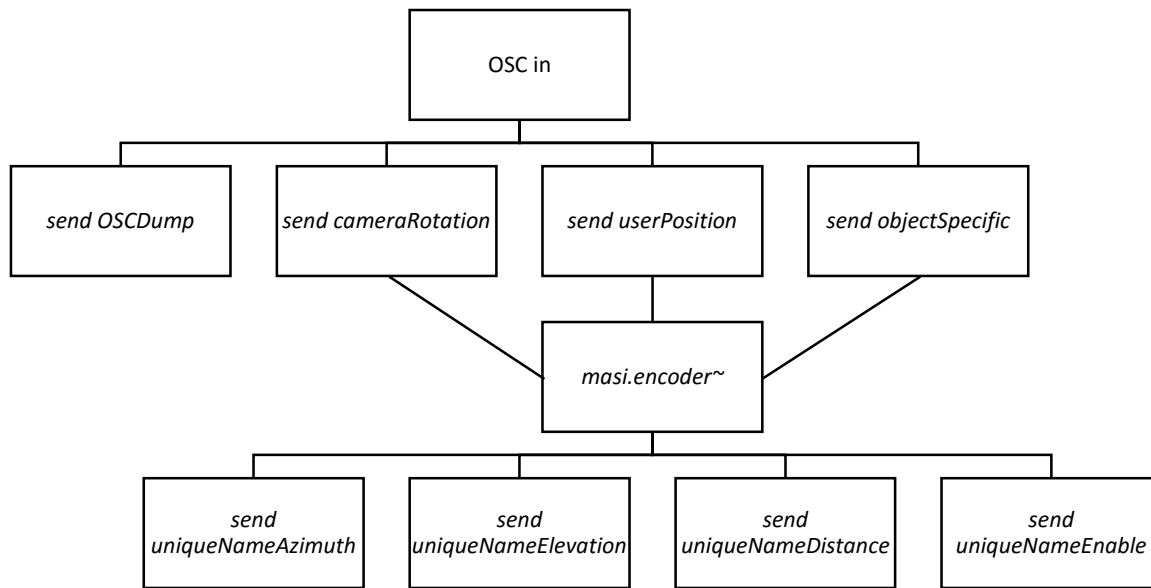 OSC in
send OSCDump
send cameraRotation
send userPosition
send objectSpecific
masi.encoder~
send
uniqueNameAzimuth
send
uniqueNameElevation
send
uniqueNameDistance
send
uniqueNameEnable